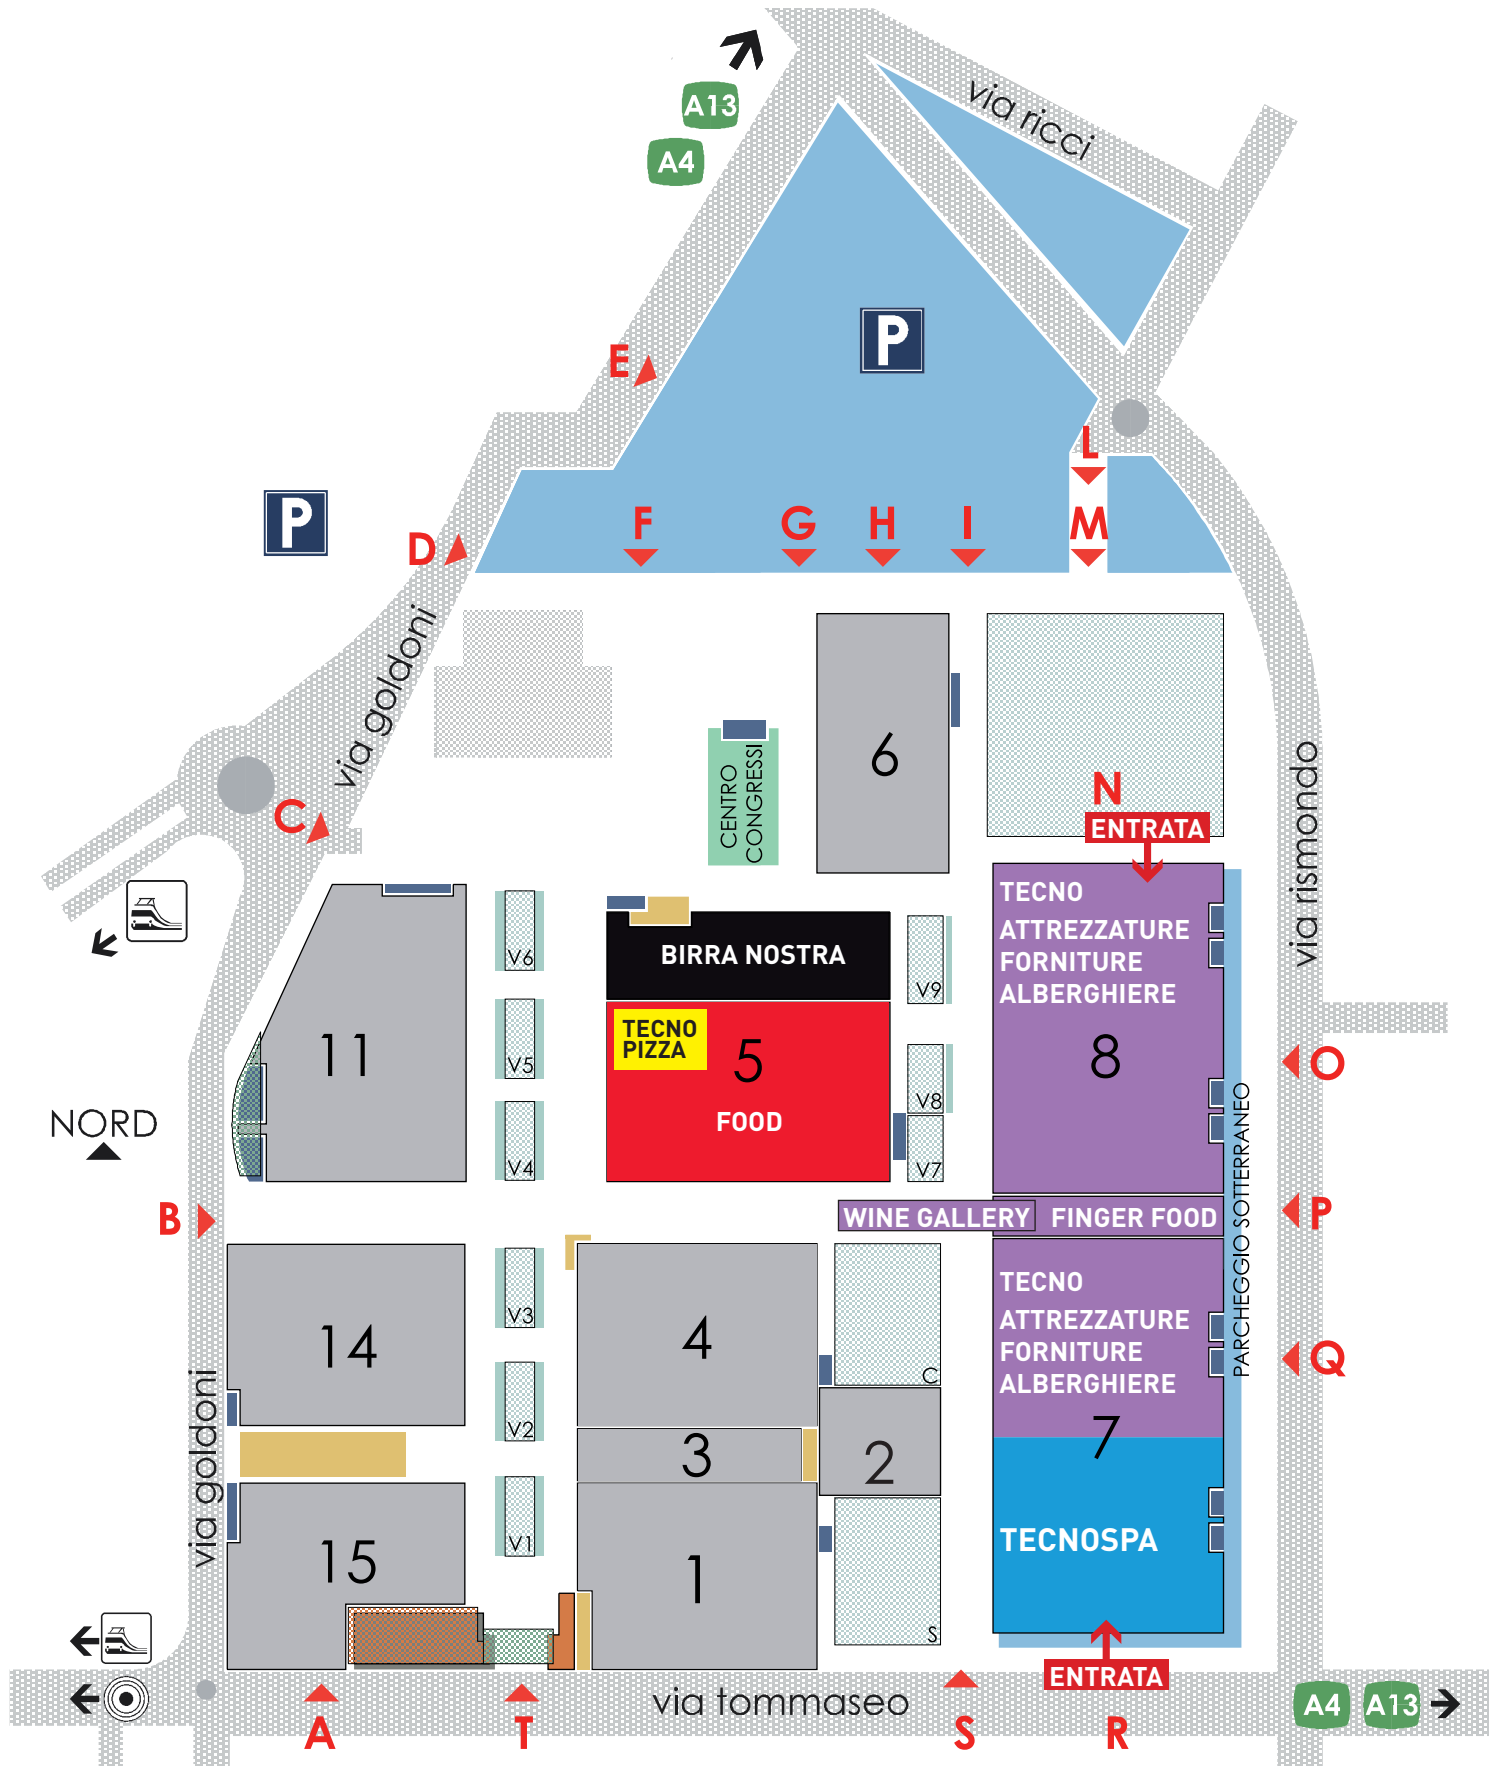 A13
A4
via ricci
P
E
L
P
D
F
G
H
I
M
via goldoni
C
6
CENTRO
CONGRESSI
N
ENTRATA
via rismondo
TECNO
ATTREZZATURE
FORNITURE
ALBERGHIERE
8
V6
BIRRA NOSTRA
V9
11
V5
TECNO
PIZZA
5
FOOD
V8
V4
V7
O
NORD
PARCHEGGIO SOTTERRANEO
B
WINE GALLERY
FINGER FOOD
P
14
V3
4
C
TECNO
ATTREZZATURE
FORNITURE
ALBERGHIERE
7
Q
via goldoni
V2
3
2
15
V1
1
S
TECNOSPA
ENTRATA
via tommaseo
A
T
S
R
A4
A13